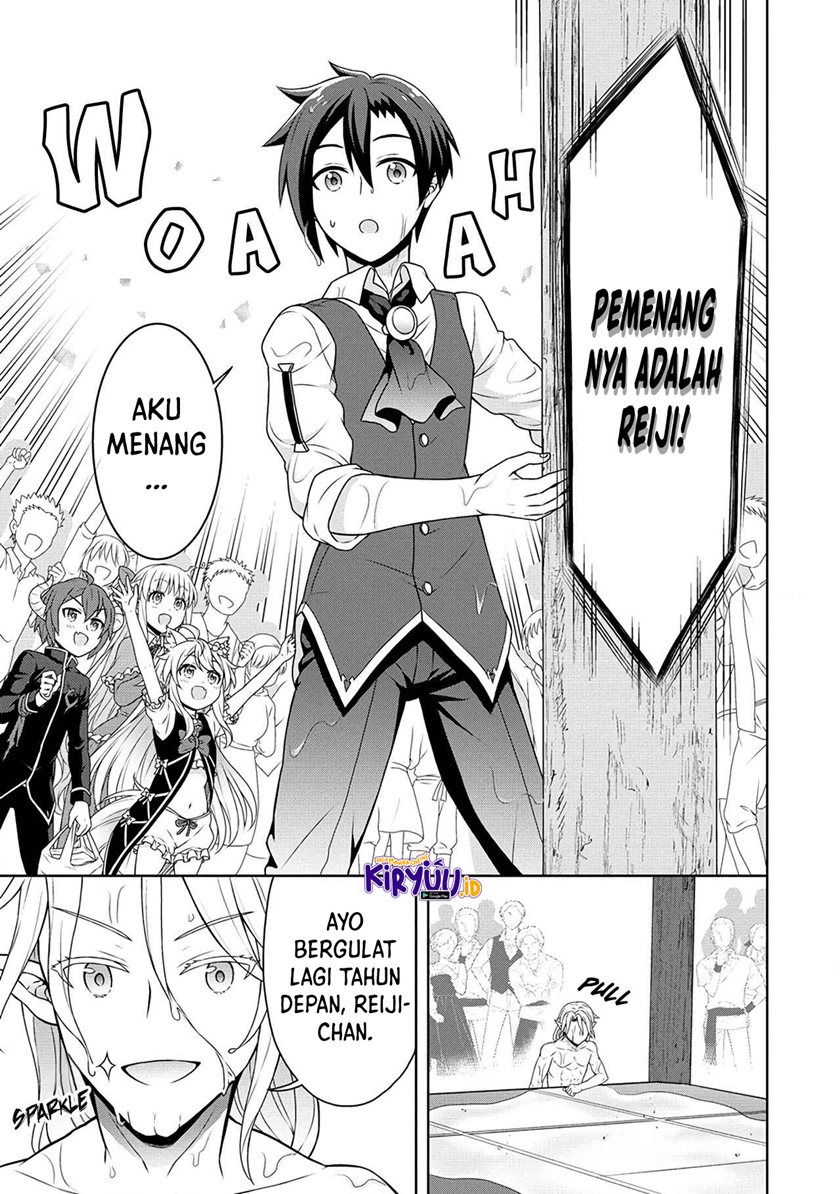 PEMENANG
NYA ADALAH
REIJI!
WOAAH
AKU
MENANG
...
KIRYUU.ID
PULL
AYO
BERGULAT
LAGI TAHUN
DEPAN, REIJI-
CHAN.
SPARKLE